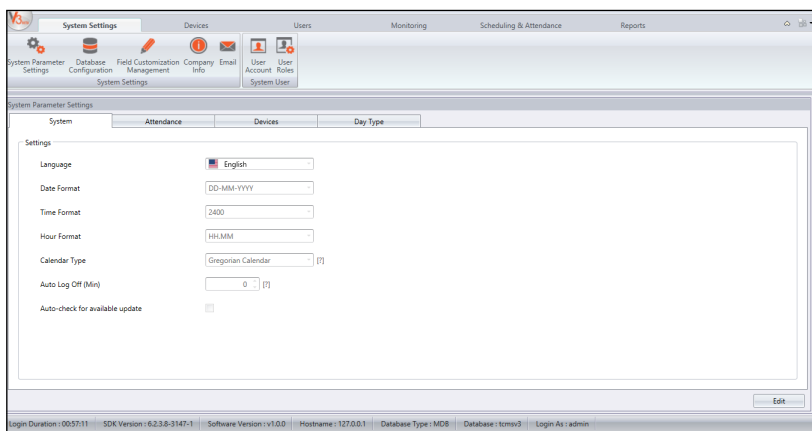 V3
System Settings Devices Users Monitoring Scheduling & Attendance Reports
System Parameter Settings Database Configuration Field Customization Management Company Info Email User Account User Roles
System Settings System User
System Parameter Settings
System Attendance Devices Day Type
Settings
Language English
Date Format DD-MM-YYYY
Time Format 2400
Hour Format HH.MM
Calendar Type Gregorian Calendar [?]
Auto Log Off (Min) 0 [?]
Auto-check for available update
Edit
Login Duration : 00:57:11 SDK Version : 6.2.3.8-3147-1 Software Version : v1.0.0 Hostname : 127.0.0.1 Database Type : MDB Database : tcmsv3 Login As : admin